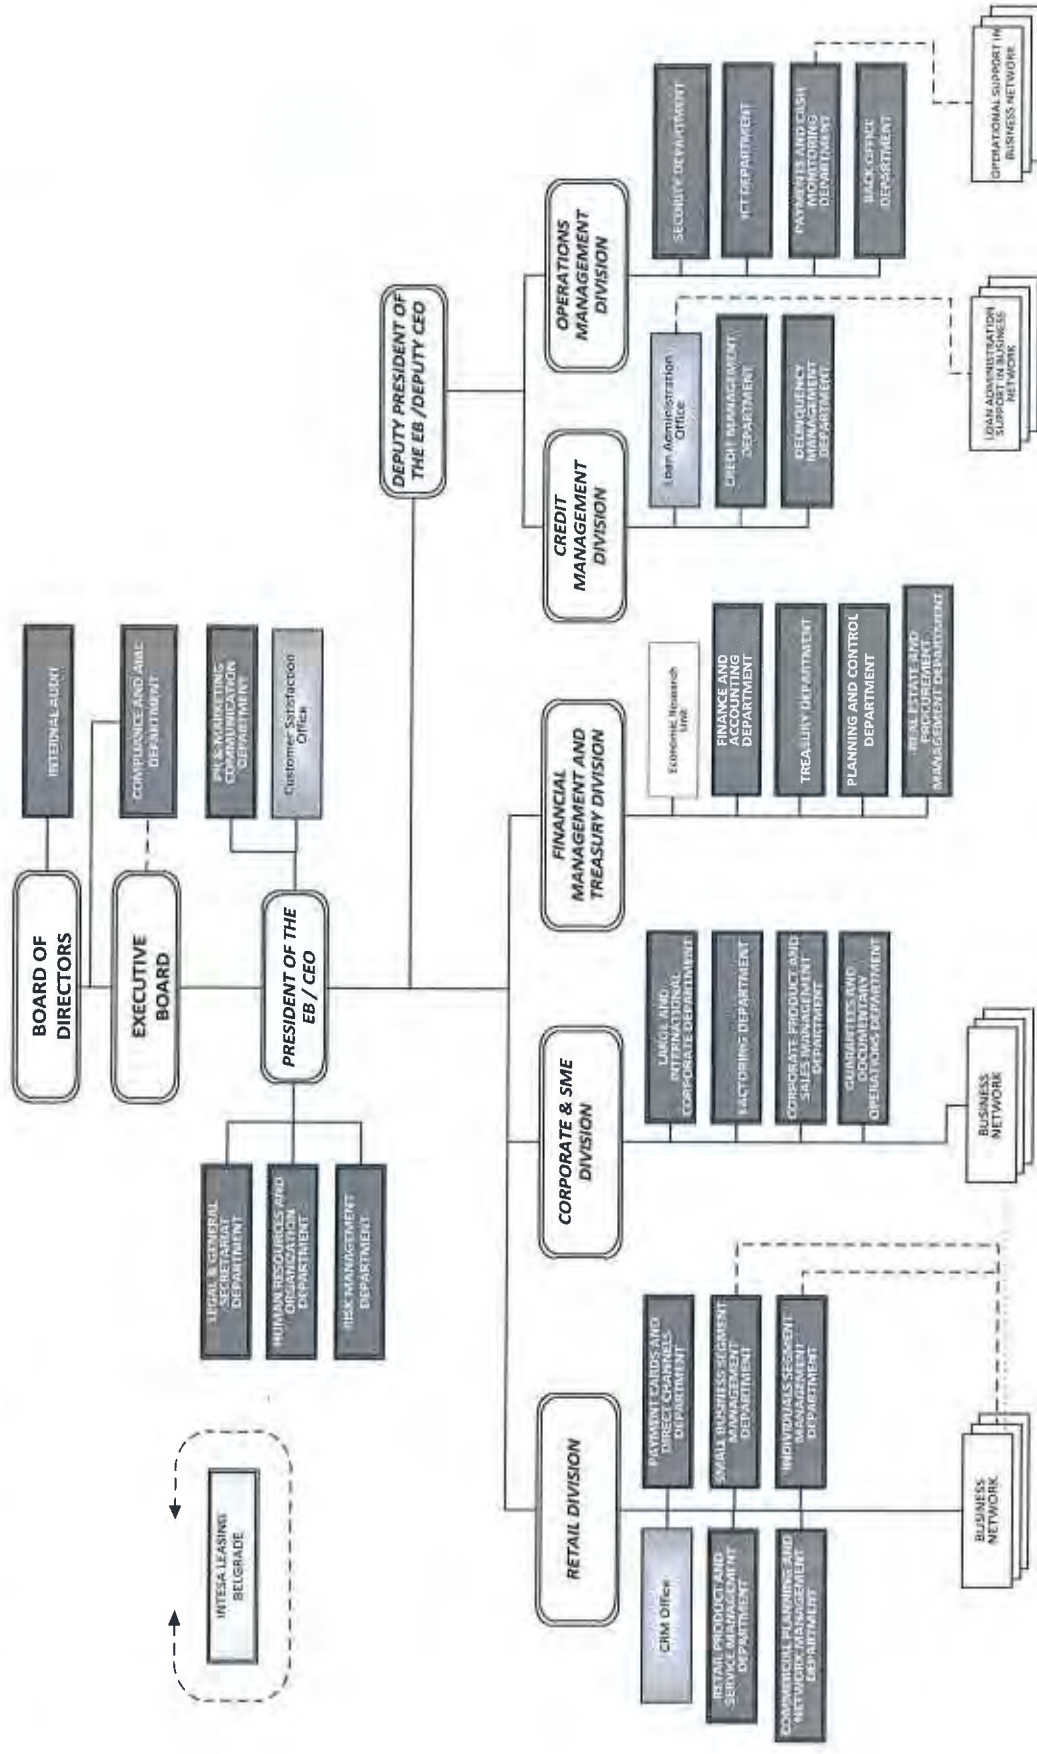 BOARD OF
DIRECTORS
INTERNAL AUDIT
EXECUTIVE
BOARD
COMPLIANCE AND AML
DEPARTMENT
PRESIDENT OF THE
EB / CEO
PR & MARKETING
COMMUNICATION
DEPARTMENT
Customer Satisfaction
Office
LEGAL & GENERAL
SECRETARIAT
DEPARTMENT
HUMAN RESOURCES AND
ORGANIZATION
DEPARTMENT
RISK MANAGEMENT
DEPARTMENT
INTESA LEASING
BELGRADE
DEPUTY PRESIDENT OF
THE EB /DEPUTY CEO
RETAIL DIVISION
CORPORATE & SME
DIVISION
FINANCIAL
MANAGEMENT AND
TREASURY DIVISION
CREDIT
MANAGEMENT
DIVISION
OPERATIONS
MANAGEMENT
DIVISION
CRM Office
RETAIL PRODUCT AND
SERVICE MANAGEMENT
DEPARTMENT
COMMERCIAL PLANNING AND
NETWORK MANAGEMENT
DEPARTMENT
PAYMENT CARDS AND
DIRECT CHANNELS
DEPARTMENT
SMALL BUSINESS SEGMENT
MANAGEMENT
DEPARTMENT
INDIVIDUALS SEGMENT
MANAGEMENT
DEPARTMENT
BUSINESS
NETWORK
LARGE AND
INTERNATIONAL
CORPORATE DEPARTMENT
FACTORING DEPARTMENT
CORPORATE PRODUCT AND
SALES MANAGEMENT
DEPARTMENT
GUARANTEES AND
DOCUMENTARY
OPERATIONS DEPARTMENT
BUSINESS
NETWORK
Economic Research
Unit
FINANCE AND
ACCOUNTING
DEPARTMENT
TREASURY DEPARTMENT
PLANNING AND CONTROL
DEPARTMENT
REAL ESTATE AND
PROCUREMENT
MANAGEMENT DEPARTMENT
Loan Administration
Office
CREDIT MANAGEMENT
DEPARTMENT
DELINQUENCY
MANAGEMENT
DEPARTMENT
LOAN ADMINISTRATION
SUPPORT IN BUSINESS
NETWORK
SECURITY DEPARTMENT
ICT DEPARTMENT
PAYMENTS AND CASH
MONITORING
DEPARTMENT
BACK OFFICE
DEPARTMENT
OPERATIONAL SUPPORT IN
BUSINESS NETWORK